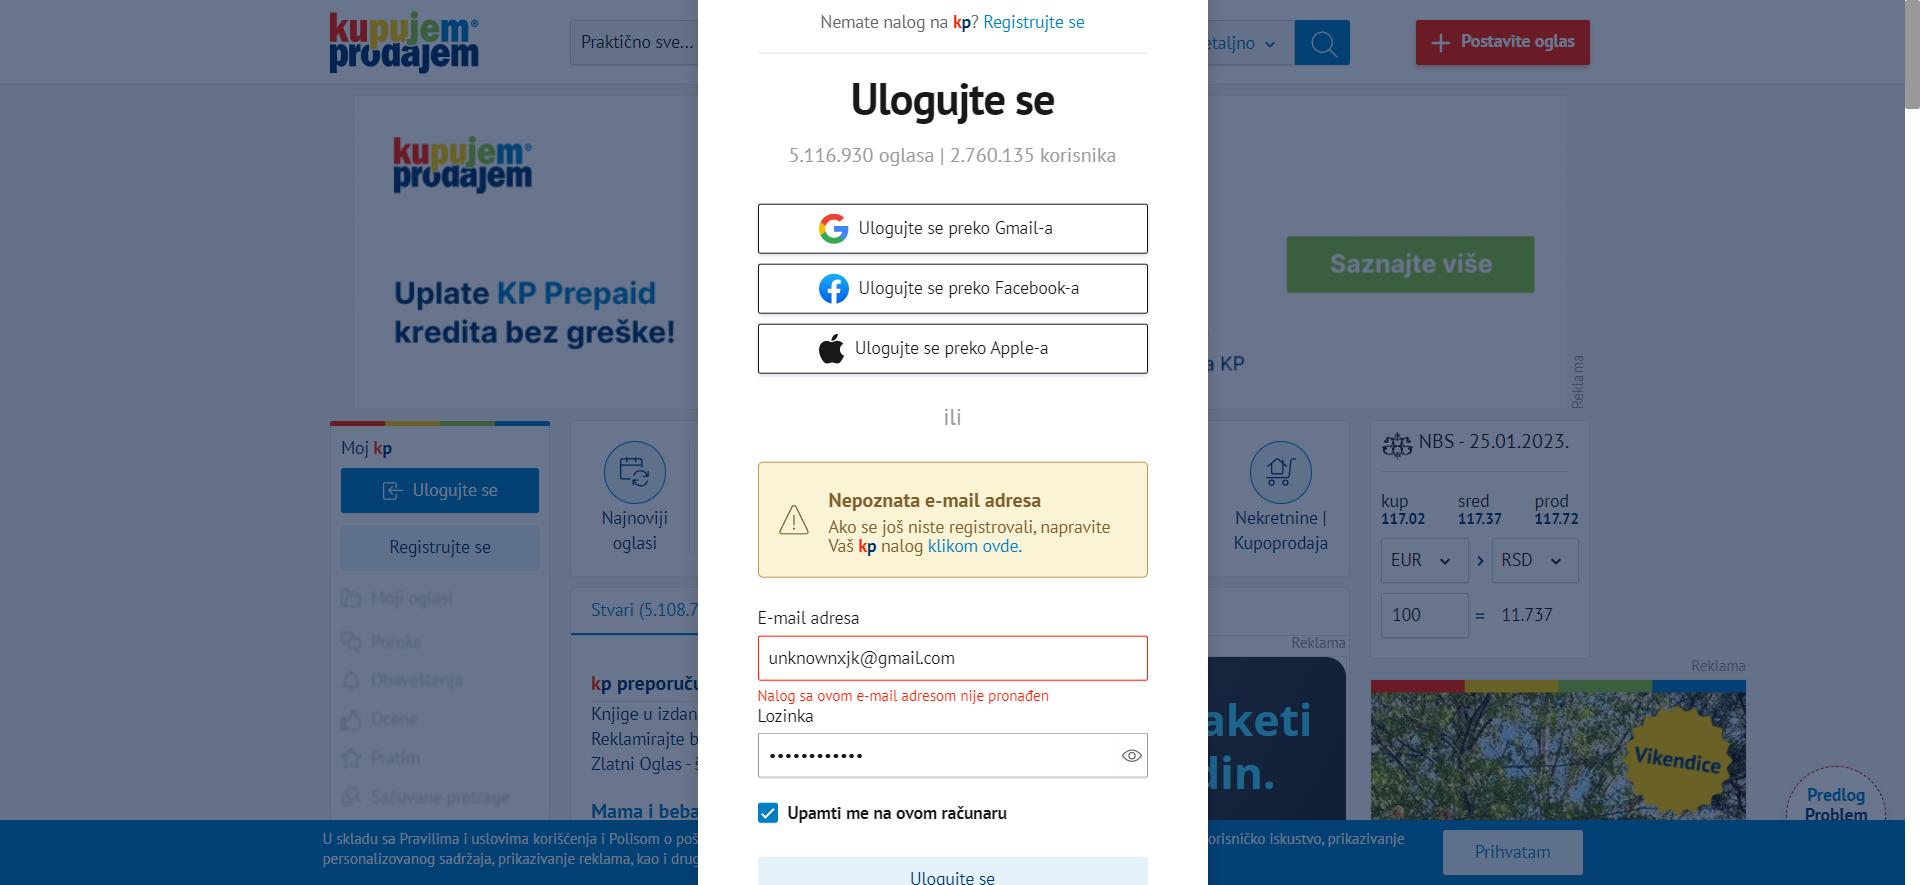 kupujem
prodajem
Praktično sve...
etaljno
Postavite oglas
kupujem
prodajem
Uplate KP Prepaid
kredita bez greške!
Saznajte više
a KP
Reklama
Nemate nalog na kp? Registrujte se
Ulogujte se
5.116.930 oglasa | 2.760.135 korisnika
Ulogujte se preko Gmail-a
Ulogujte se preko Facebook-a
Ulogujte se preko Apple-a
ili
Nepoznata e-mail adresa
Ako se još niste registrovali, napravite
Vaš kp nalog klikom ovde.
E-mail adresa
unknownxjk@gmail.com
Nalog sa ovom e-mail adresom nije pronađen
Lozinka
••••••••••••
Upamti me na ovom računaru
Ulogujte se
Moj kp
Ulogujte se
Registrujte se
Moji oglasi
Poruke
Obaveštenja
Ocene
Pratim
Sačuvane pretrage
Najnoviji
oglasi
Stvari (5.108.7
kp preporuču
Knjige u izdan
Reklamirajte b
Zlatni Oglas - š
Mama i beba
Nekretnine |
Kupoprodaja
Reklama
aketi
din.
NBS - 25.01.2023.
kup sred prod
117.02 117.37 117.72
EUR RSD
100 = 11.737
Reklama
Vikendice
Predlog
Problem
U skladu sa Pravilima i uslovima korišćenja i Polisom o poš
orisničko iskustvo, prikazivanje
personalizovanog sadržaja, prikazivanje reklama, kao i drug
Prihvatam